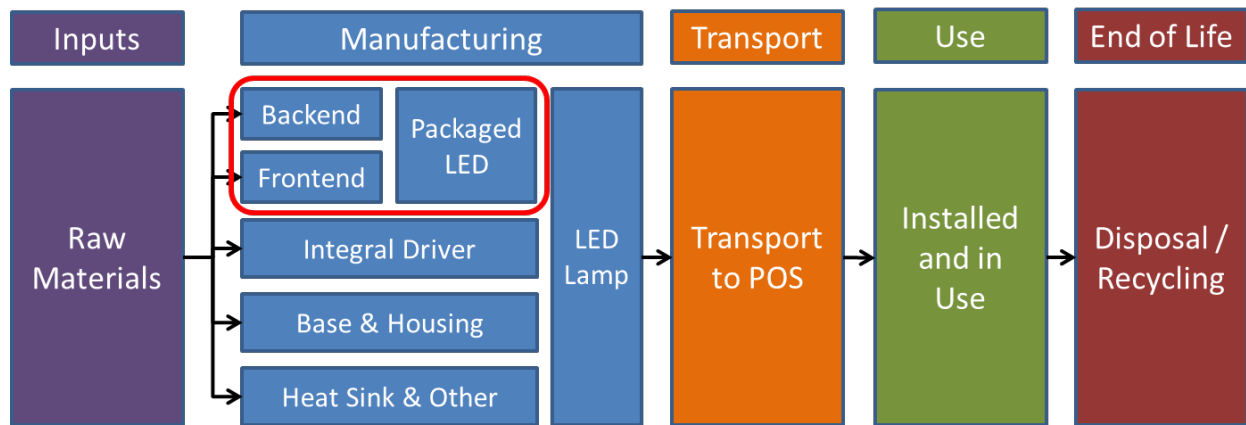 Inputs
Manufacturing
Transport
Use
End of Life
Raw
Materials
Backend
Frontend
Packaged
LED
Integral Driver
Base & Housing
Heat Sink & Other
LED
Lamp
Transport
to POS
Installed
and in
Use
Disposal /
Recycling